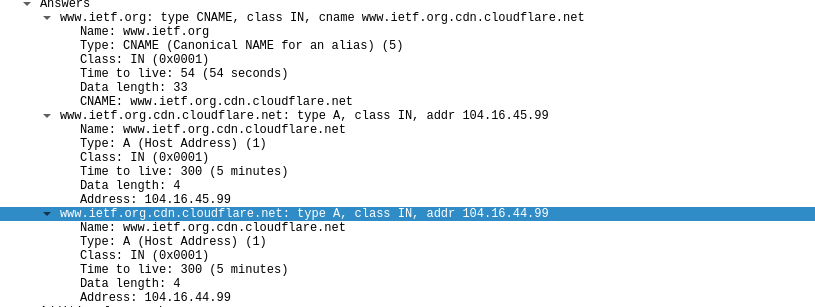 Answers
www.ietf.org: type CNAME, class IN, cname www.ietf.org.cdn.cloudflare.net
Name: www.ietf.org
Type: CNAME (Canonical NAME for an alias) (5)
Class: IN (0x0001)
Time to live: 54 (54 seconds)
Data length: 33
CNAME: www.ietf.org.cdn.cloudflare.net
www.ietf.org.cdn.cloudflare.net: type A, class IN, addr 104.16.45.99
Name: www.ietf.org.cdn.cloudflare.net
Type: A (Host Address) (1)
Class: IN (0x0001)
Time to live: 300 (5 minutes)
Data length: 4
Address: 104.16.45.99
www.ietf.org.cdn.cloudflare.net: type A, class IN, addr 104.16.44.99
Name: www.ietf.org.cdn.cloudflare.net
Type: A (Host Address) (1)
Class: IN (0x0001)
Time to live: 300 (5 minutes)
Data length: 4
Address: 104.16.44.99